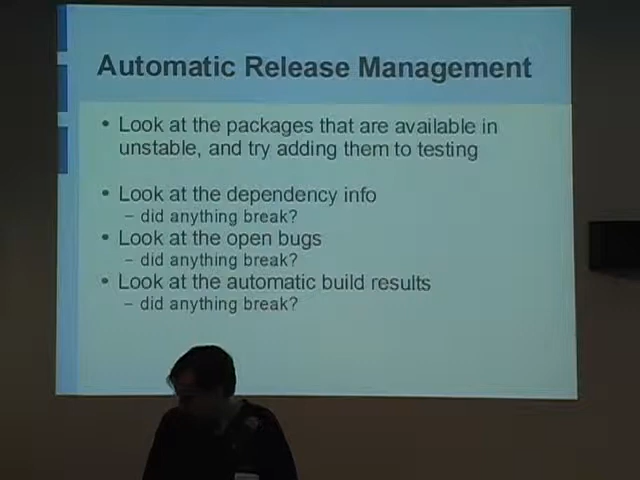 Automatic Release Management
• Look at the packages that are available in
unstable, and try adding them to testing
• Look at the dependency info
– did anything break?
• Look at the open bugs
– did anything break?
• Look at the automatic build results
– did anything break?